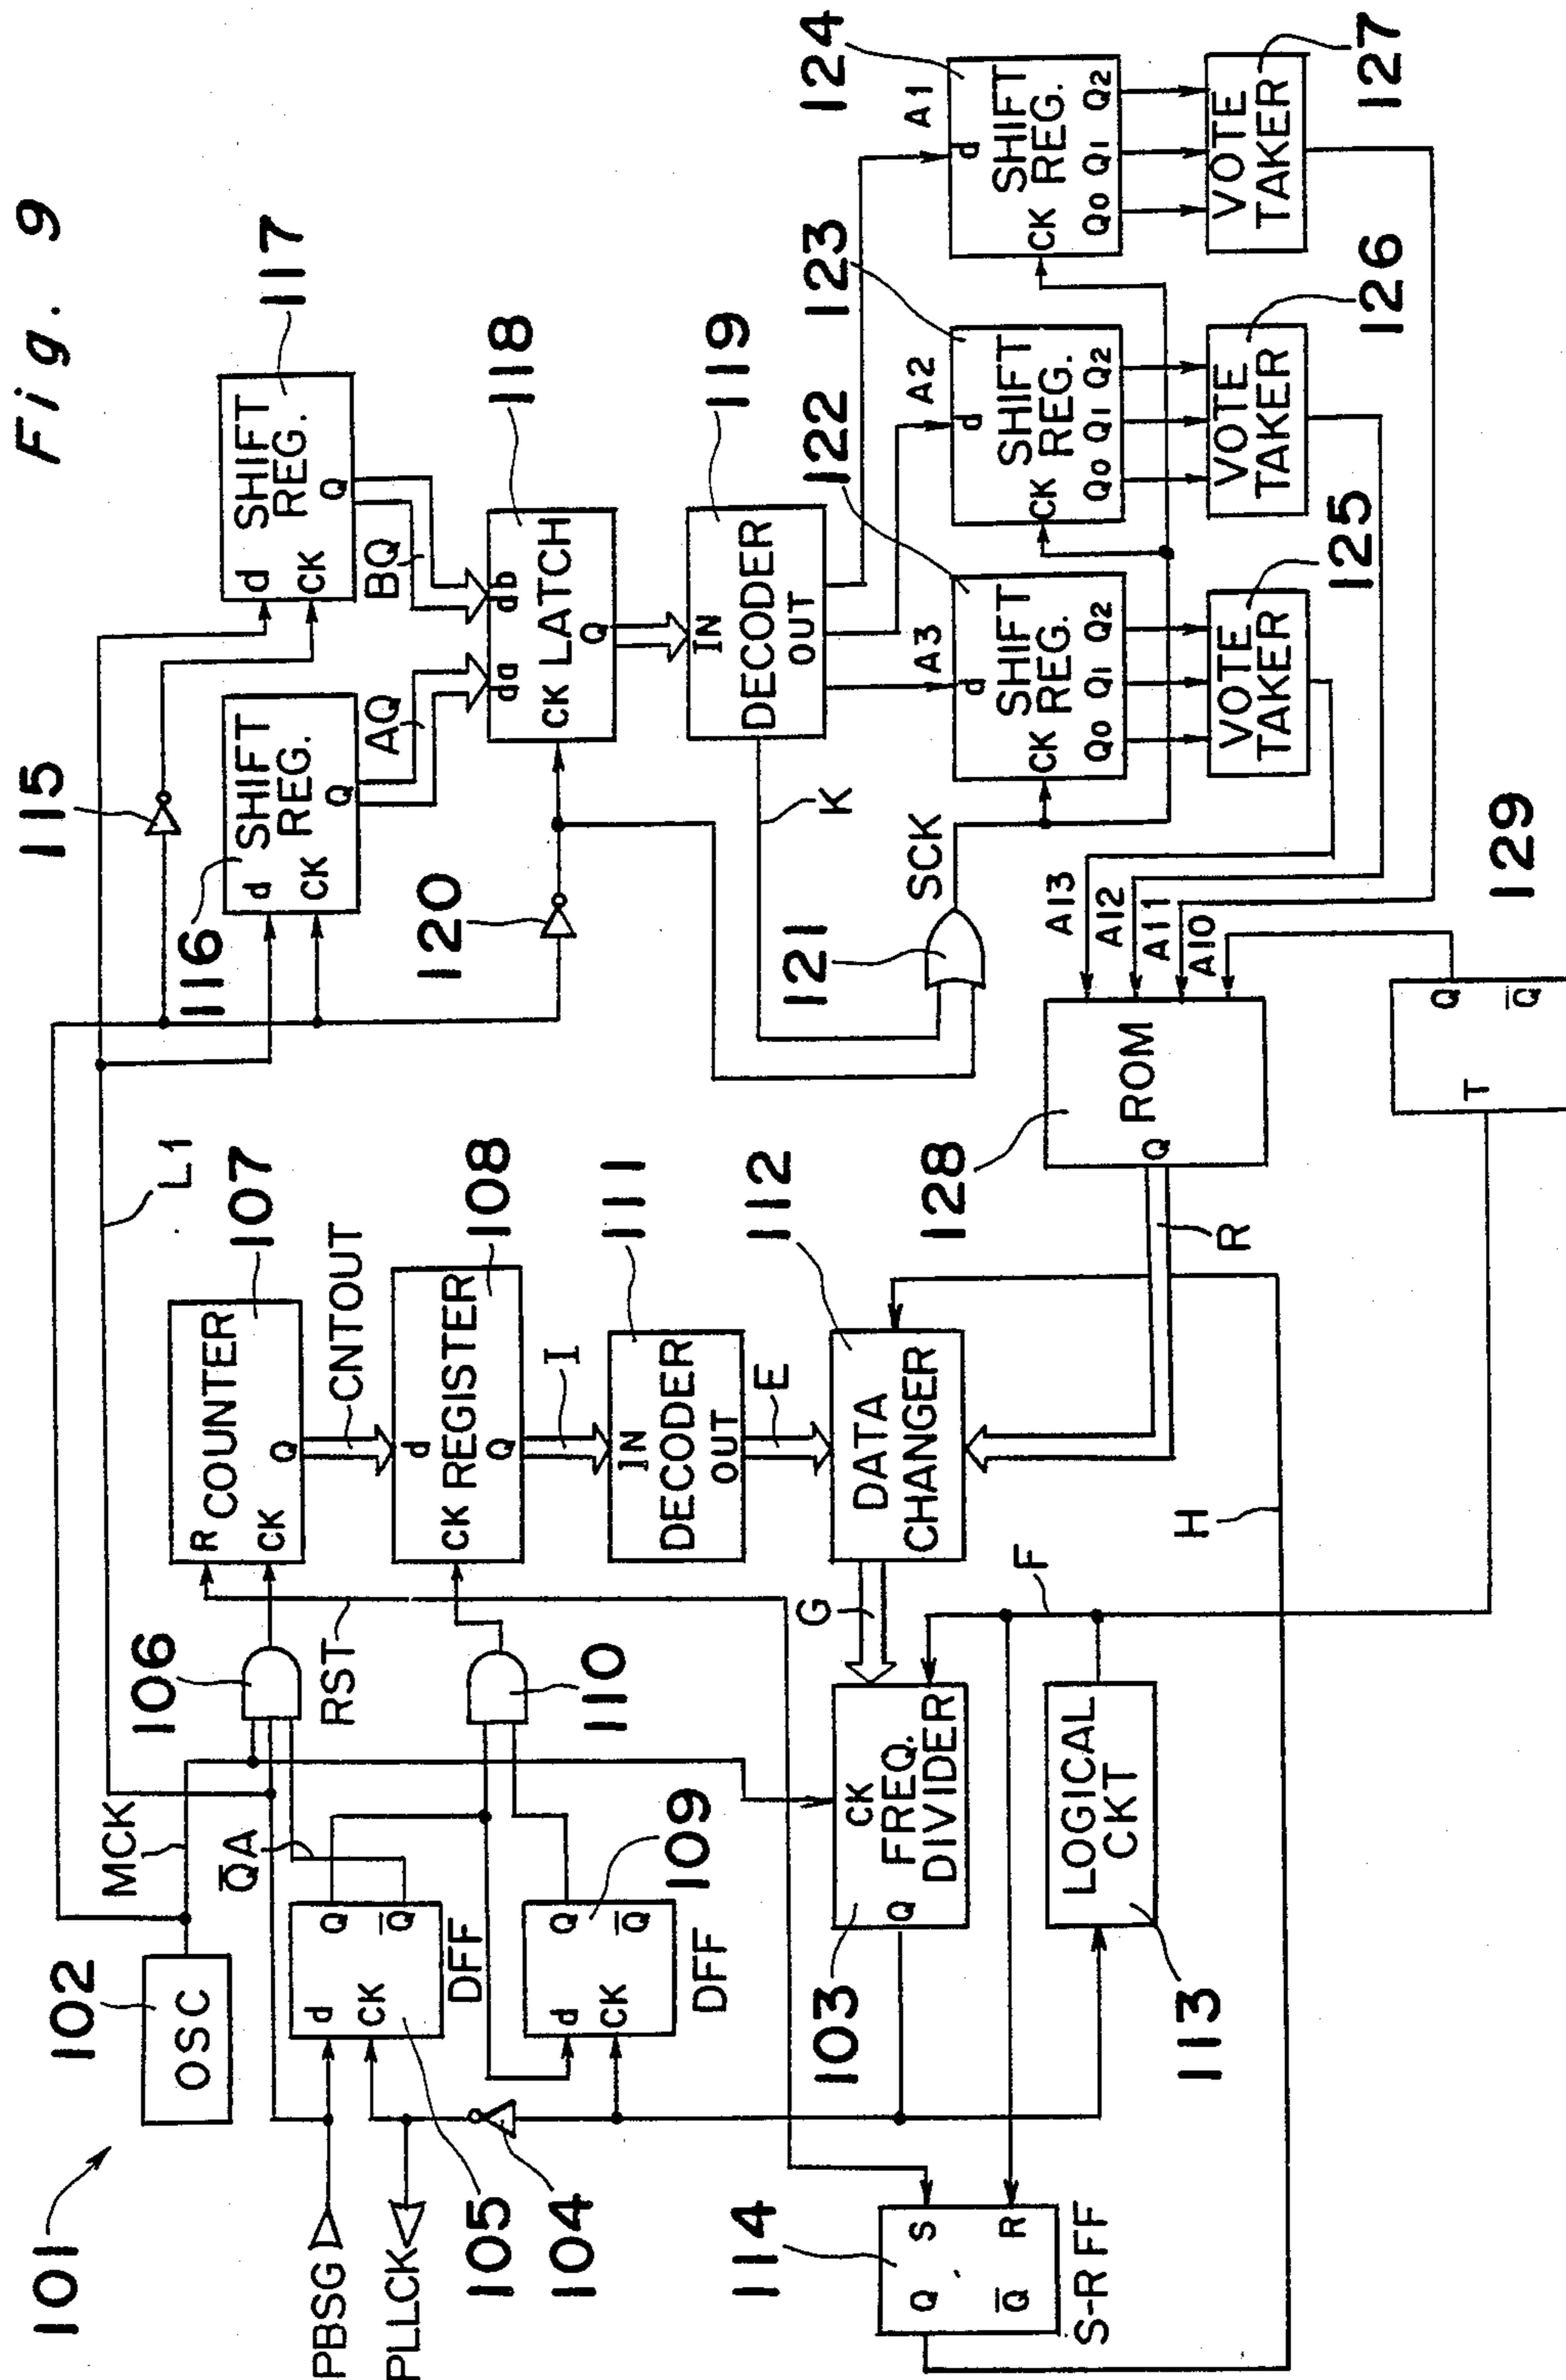 Fig. 9
101
102
OSC
MCK
PBSG
PLLCK
105
104
d
CK
Q
Q̅
DFF
Q̅A
109
d
CK
Q
Q̅
DFF
106
RST
110
107
R
COUNTER
CK
Q
CNTOUT
108
d
CK REGISTER
Q
I
111
IN
DECODER
OUT
E
112
DATA
CHANGER
G
103
CK
FREQ.
DIVIDER
Q
F
H
113
LOGICAL
CKT
114
S
Q
R
Q̅
S-RFF
L1
115
116
d SHIFT
REG.
CK
Q
AQ
117
d SHIFT
REG.
CK
Q
BQ
118
da
db
CK LATCH
Q
120
119
IN
DECODER
OUT
K
121
SCK
A3
A2
A1
122
d
SHIFT
REG.
CK
Q0 Q1 Q2
123
d
SHIFT
REG.
CK
Q0 Q1 Q2
124
d
SHIFT
REG.
CK
Q0 Q1 Q2
125
VOTE
TAKER
126
VOTE
TAKER
127
VOTE
TAKER
A13
A12
A11
A10
128
ROM
Q
R
129
T
Q
Q̅